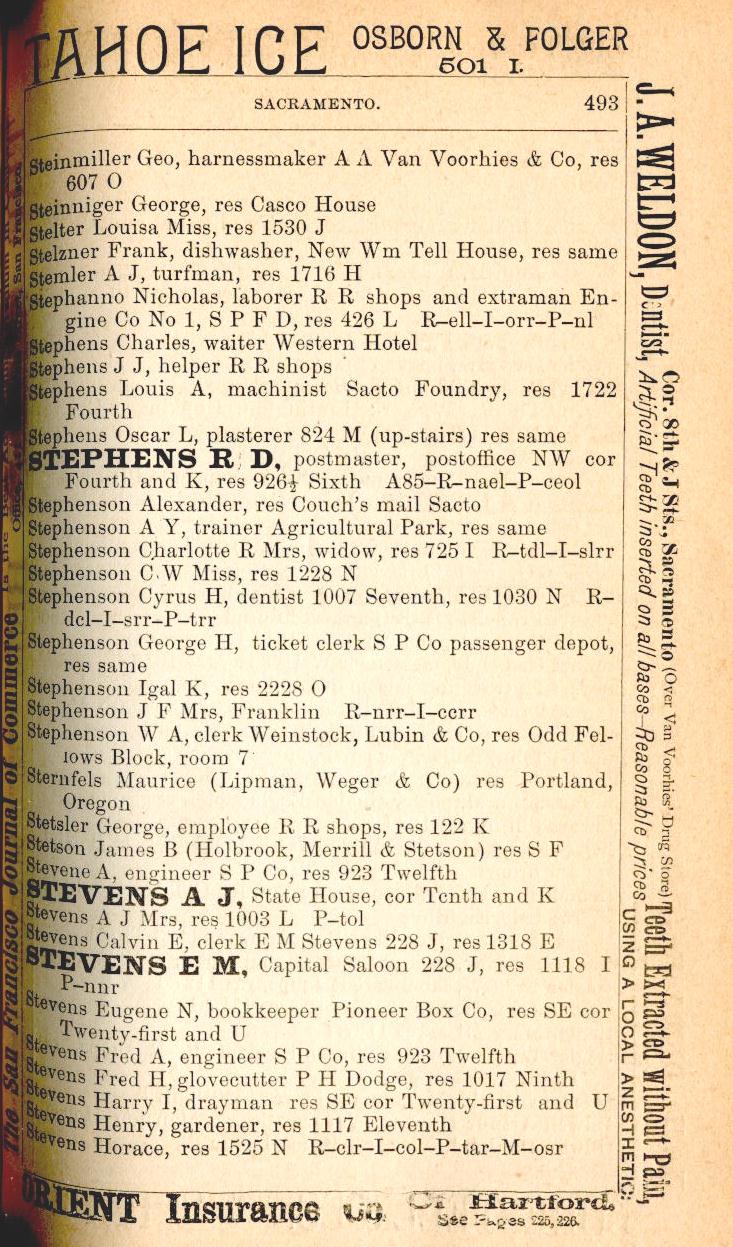 TAHOE ICE OSBORN & FOLGER
501 I.
SACRAMENTO. 493
Steinmiller Geo, harnessmaker A A Van Voorhies & Co, res
607 O
Steinniger George, res Casco House
Stelter Louisa Miss, res 1530 J
Stelzner Frank, dishwasher, New Wm Tell House, res same
Stemler A J, turfman, res 1716 H
Stephanno Nicholas, laborer R R shops and extraman En-
gine Co No 1, S P F D, res 426 L R–ell–I–orr–P–nl
Stephens Charles, waiter Western Hotel
Stephens J J, helper R R shops
Stephens Louis A, machinist Sacto Foundry, res 1722
Fourth
Stephens Oscar L, plasterer 824 M (up-stairs) res same
STEPHENS R D, postmaster, postoffice NW cor
Fourth and K, res 926½ Sixth A85–R–nael–P–ceol
Stephenson Alexander, res Couch's mail Sacto
Stephenson A Y, trainer Agricultural Park, res same
Stephenson Charlotte R Mrs, widow, res 725 I R–tdl–I–slrr
Stephenson C W Miss, res 1228 N
Stephenson Cyrus H, dentist 1007 Seventh, res 1030 N R–
dcl–I–srr–P–trr
Stephenson George H, ticket clerk S P Co passenger depot,
res same
Stephenson Igal K, res 2228 O
Stephenson J F Mrs, Franklin R–nrr–I–ccrr
Stephenson W A, clerk Weinstock, Lubin & Co, res Odd Fel-
lows Block, room 7
Sternfels Maurice (Lipman, Weger & Co) res Portland,
Oregon
Stetsler George, employee R R shops, res 122 K
Stetson James B (Holbrook, Merrill & Stetson) res S F
Stevene A, engineer S P Co, res 923 Twelfth
STEVENS A J, State House, cor Tenth and K
Stevens A J Mrs, res 1003 L P–tol
Stevens Calvin E, clerk E M Stevens 228 J, res 1318 E
STEVENS E M, Capital Saloon 228 J, res 1118 I
P–nnr
Stevens Eugene N, bookkeeper Pioneer Box Co, res SE cor
Twenty-first and U
Stevens Fred A, engineer S P Co, res 923 Twelfth
Stevens Fred H, glovecutter P H Dodge, res 1017 Ninth
Stevens Harry I, drayman res SE cor Twenty-first and U
Stevens Henry, gardener, res 1117 Eleventh
Stevens Horace, res 1525 N R–clr–I–col–P–tar–M–osr
ORIENT Insurance Co. Of Hartford,
See Pages 225, 226.
J. A. WELDON, Dentist, Cor. 8th & J Sts., Sacramento (Over Van Voorhies' Drug Store) Teeth Extracted Without Pain,
Artificial Teeth inserted on all bases—Reasonable prices USING A LOCAL ANESTHETIC.
The San Francisco Journal of Commerce is the
San Francisco